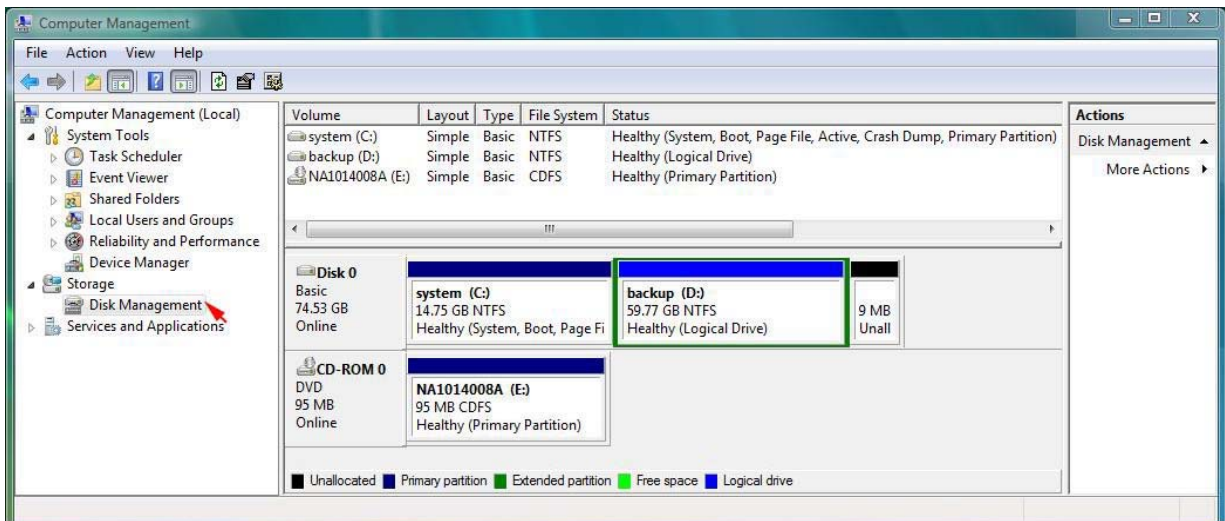 Computer Management
File Action View Help
Computer Management (Local)
System Tools
Task Scheduler
Event Viewer
Shared Folders
Local Users and Groups
Reliability and Performance
Device Manager
Storage
Disk Management
Services and Applications
Volume Layout Type File System Status
system (C:) Simple Basic NTFS Healthy (System, Boot, Page File, Active, Crash Dump, Primary Partition)
backup (D:) Simple Basic NTFS Healthy (Logical Drive)
NA1014008A (E:) Simple Basic CDFS Healthy (Primary Partition)
Disk 0
Basic
74.53 GB
Online
system (C:)
14.75 GB NTFS
Healthy (System, Boot, Page Fi
backup (D:)
59.77 GB NTFS
Healthy (Logical Drive)
9 MB
Unall
CD-ROM 0
DVD
95 MB
Online
NA1014008A (E:)
95 MB CDFS
Healthy (Primary Partition)
Unallocated Primary partition Extended partition Free space Logical drive
Actions
Disk Management
More Actions